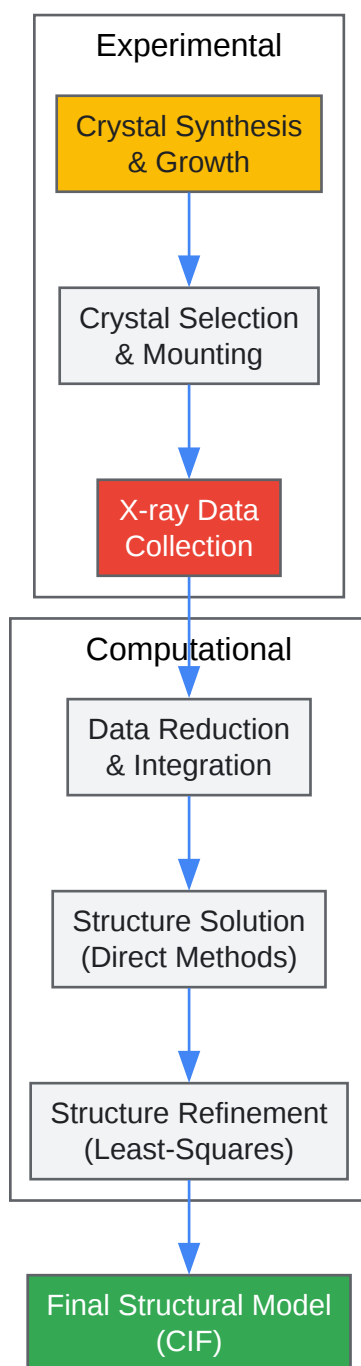 Experimental
Crystal Synthesis
& Growth
Crystal Selection
& Mounting
X-ray Data
Collection
Computational
Data Reduction
& Integration
Structure Solution
(Direct Methods)
Structure Refinement
(Least-Squares)
Final Structural Model
(CIF)